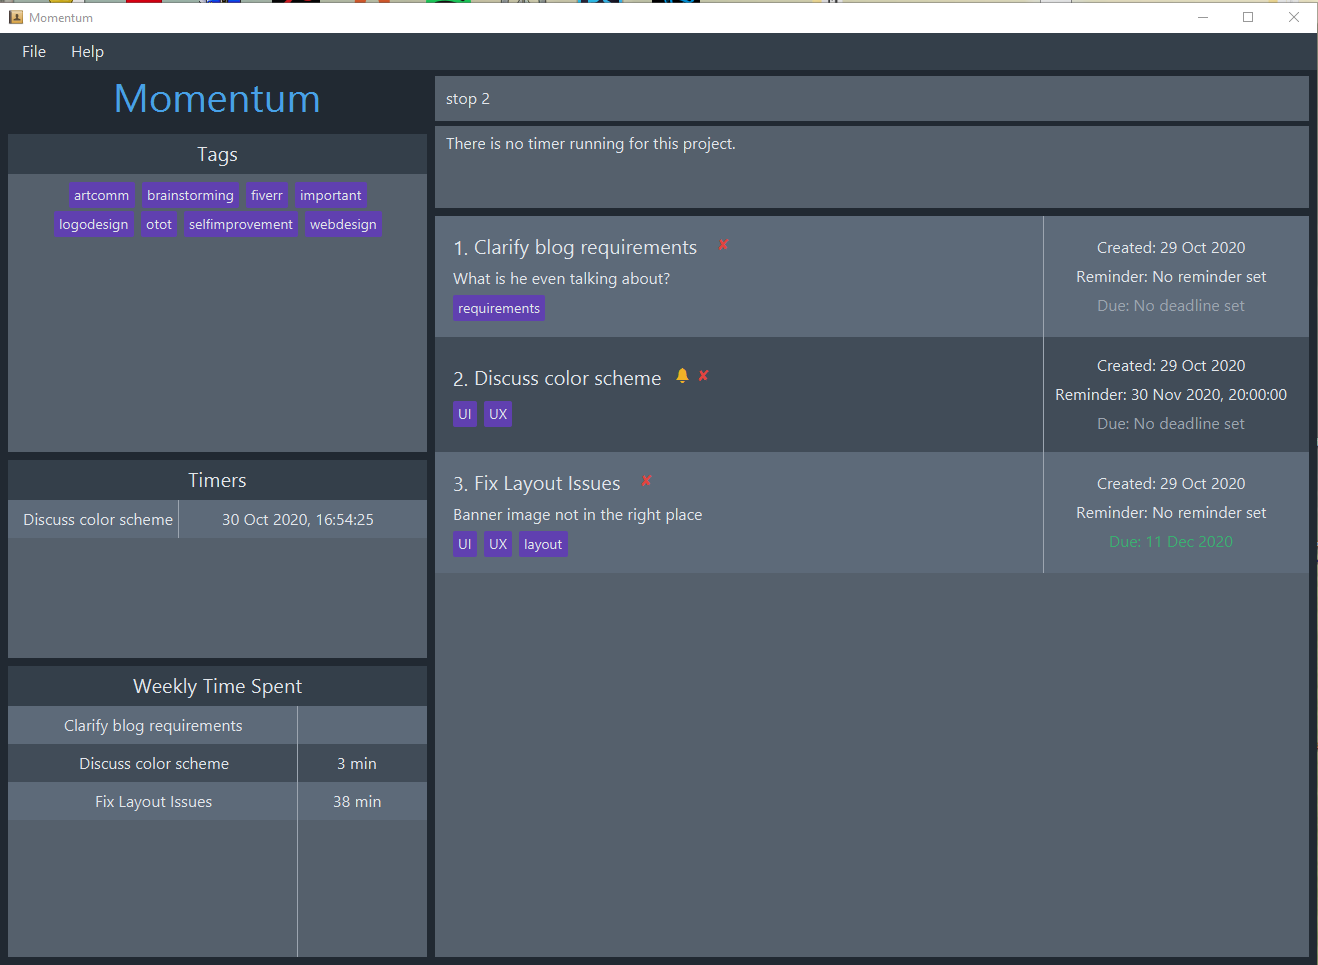 Momentum
File Help
Momentum
Tags
artcomm brainstorming fiverr important
logodesign otot selfimprovement webdesign
Timers
Discuss color scheme 30 Oct 2020, 16:54:25
Weekly Time Spent
Clarify blog requirements
Discuss color scheme 3 min
Fix Layout Issues 38 min
stop 2
There is no timer running for this project.
1. Clarify blog requirements ✘
What is he even talking about?
requirements
Created: 29 Oct 2020
Reminder: No reminder set
Due: No deadline set
2. Discuss color scheme 🔔 ✘
UI UX
Created: 29 Oct 2020
Reminder: 30 Nov 2020, 20:00:00
Due: No deadline set
3. Fix Layout Issues ✘
Banner image not in the right place
UI UX layout
Created: 29 Oct 2020
Reminder: No reminder set
Due: 11 Dec 2020